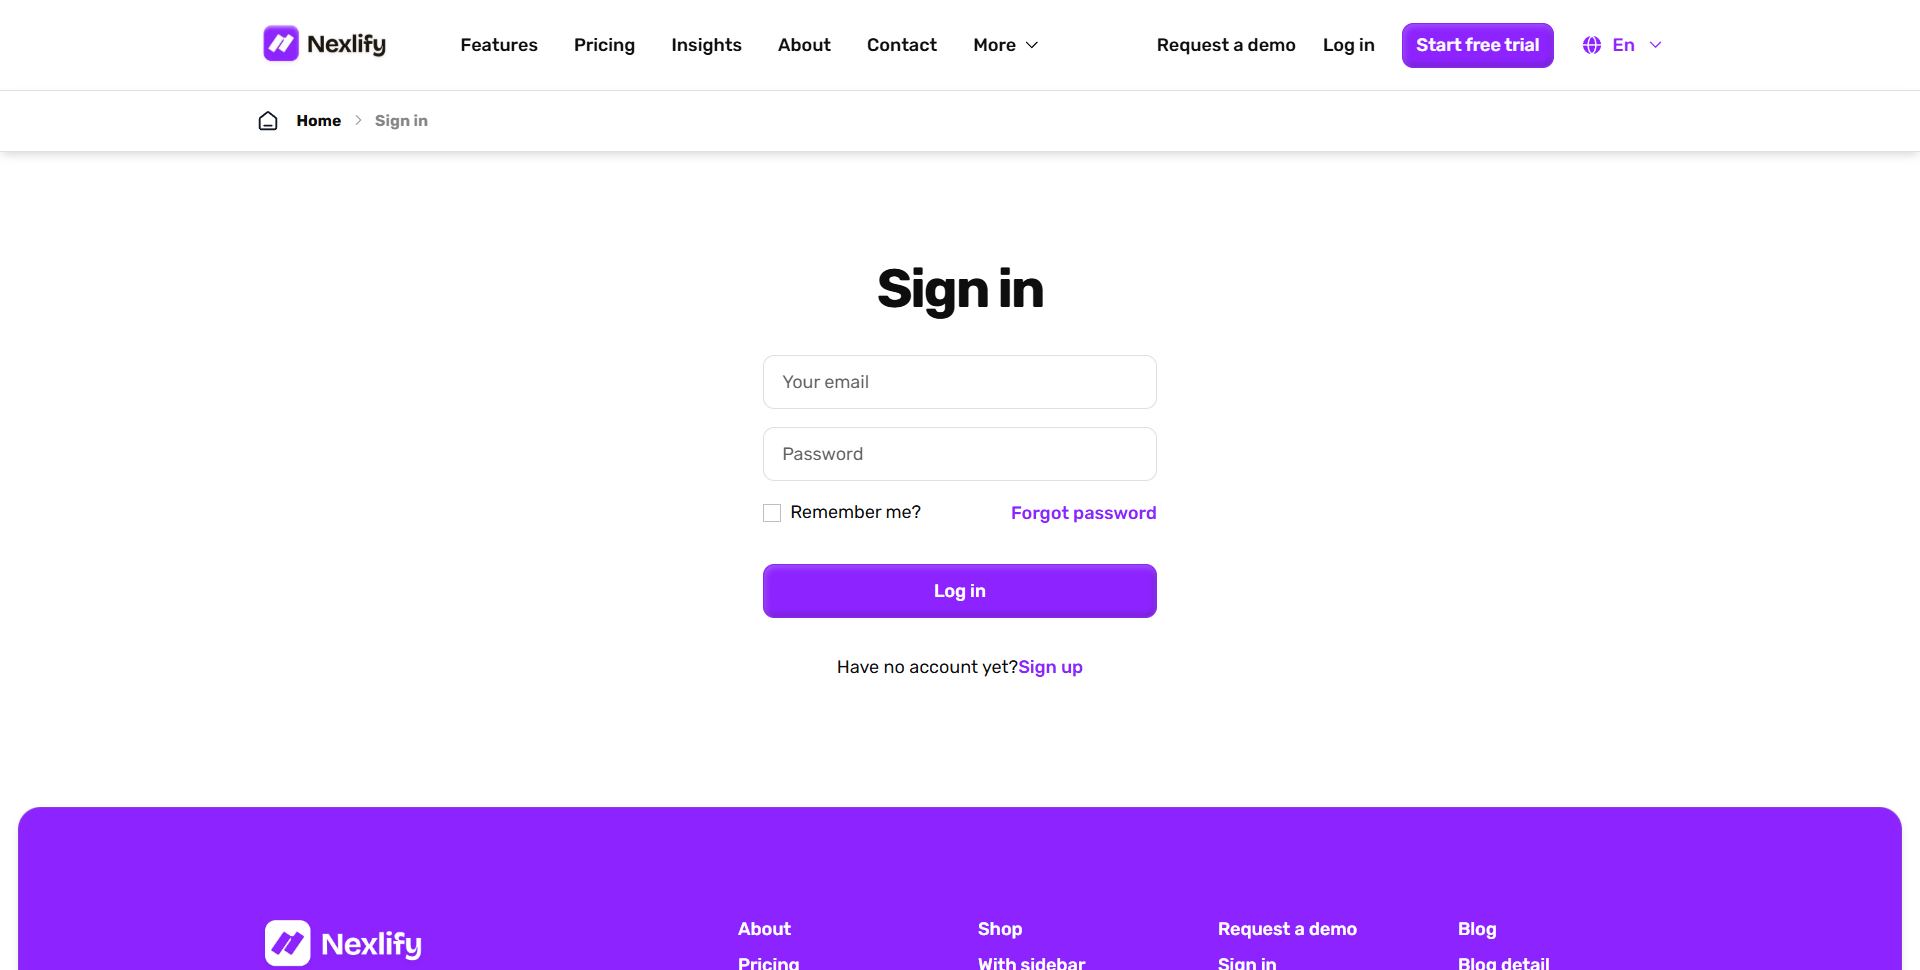 Nexlify
Features
Pricing
Insights
About
Contact
More
Request a demo
Log in
Start free trial
En
Home
Sign in
Sign in
Your email
Password
Remember me?
Forgot password
Log in
Have no account yet?Sign up
Nexlify
About
Shop
Request a demo
Blog
Pricing
With sidebar
Sign in
Blog detail